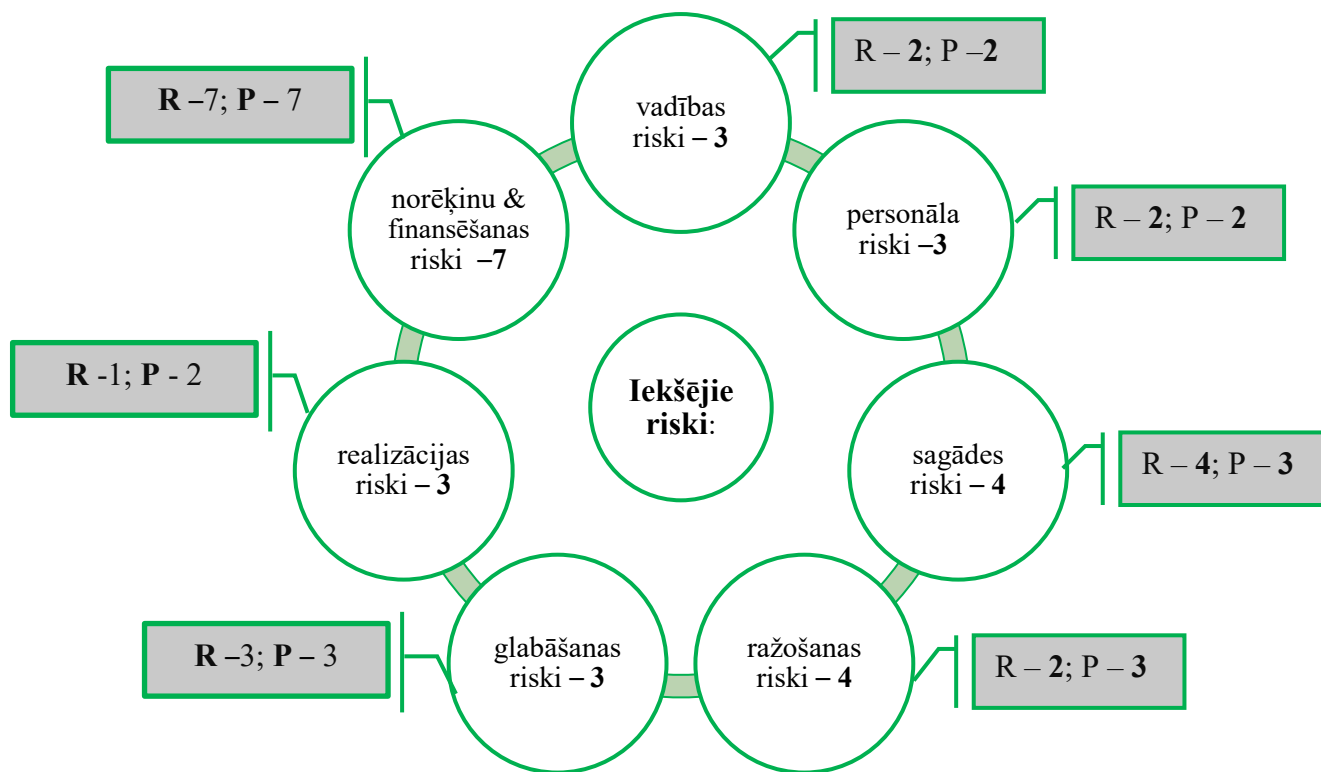 Iekšējie
riski:
vadības
riski – 3
R – 2; P –2
personāla
riski –3
R – 2; P – 2
sagādes
riski – 4
R – 4; P – 3
ražošanas
riski – 4
R – 2; P – 3
glabāšanas
riski – 3
R –3; P – 3
realizācijas
riski – 3
R -1; P - 2
norēķinu &
finansēšanas
riski –7
R –7; P – 7